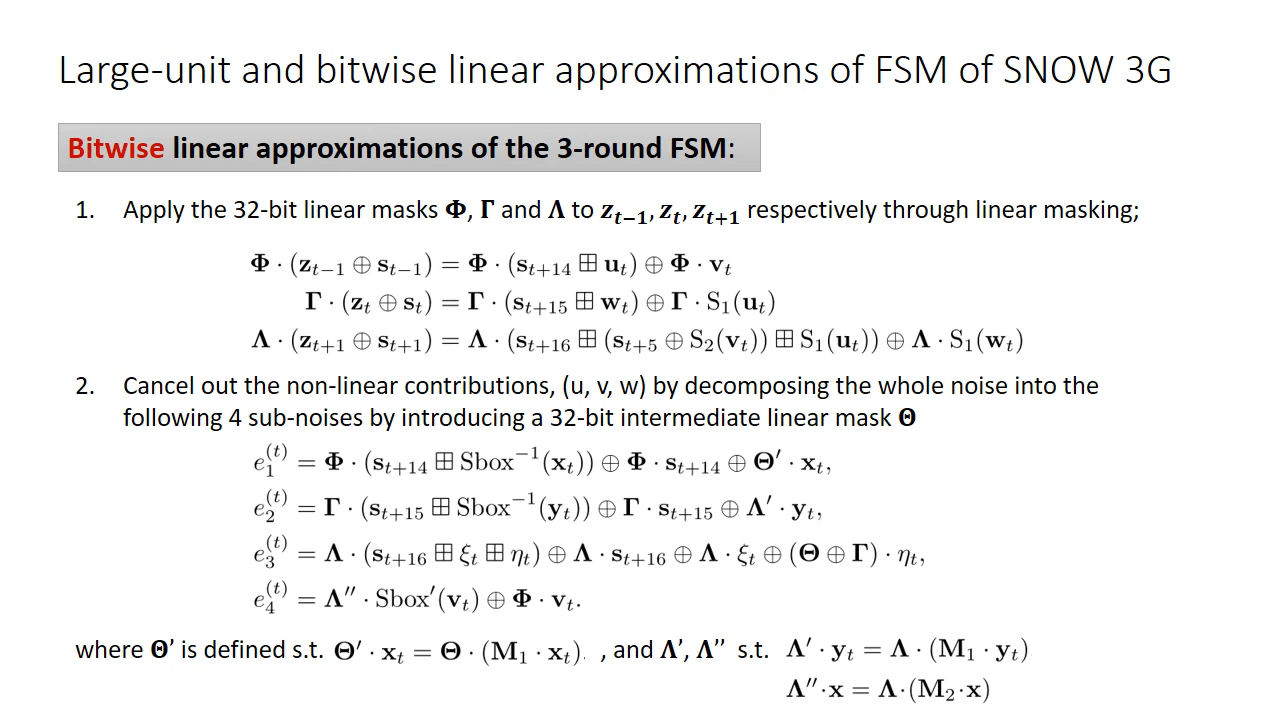 Large-unit and bitwise linear approximations of FSM of SNOW 3G
Bitwise linear approximations of the 3-round FSM:
1. Apply the 32-bit linear masks Φ, Γ and Λ to z_{t−1}, z_t, z_{t+1} respectively through linear masking;
Φ · (z_{t−1} ⊕ s_{t−1}) = Φ · (s_{t+14} ⊞ u_t) ⊕ Φ · v_t
Γ · (z_t ⊕ s_t) = Γ · (s_{t+15} ⊞ w_t) ⊕ Γ · S_1(u_t)
Λ · (z_{t+1} ⊕ s_{t+1}) = Λ · (s_{t+16} ⊞ (s_{t+5} ⊕ S_2(v_t)) ⊞ S_1(u_t)) ⊕ Λ · S_1(w_t)
2. Cancel out the non-linear contributions, (u, v, w) by decomposing the whole noise into the
following 4 sub-noises by introducing a 32-bit intermediate linear mask Θ
e_1^{(t)} = Φ · (s_{t+14} ⊞ Sbox^{−1}(x_t)) ⊕ Φ · s_{t+14} ⊕ Θ′ · x_t,
e_2^{(t)} = Γ · (s_{t+15} ⊞ Sbox^{−1}(y_t)) ⊕ Γ · s_{t+15} ⊕ Λ′ · y_t,
e_3^{(t)} = Λ · (s_{t+16} ⊞ ξ_t ⊞ η_t) ⊕ Λ · s_{t+16} ⊕ Λ · ξ_t ⊕ (Θ ⊕ Γ) · η_t,
e_4^{(t)} = Λ″ · Sbox′(v_t) ⊕ Φ · v_t.
where Θ’ is defined s.t. Θ′ · x_t = Θ · (M_1 · x_t). , and Λ’, Λ’’ s.t. Λ′ · y_t = Λ · (M_1 · y_t)
Λ″ · x = Λ · (M_2 · x)